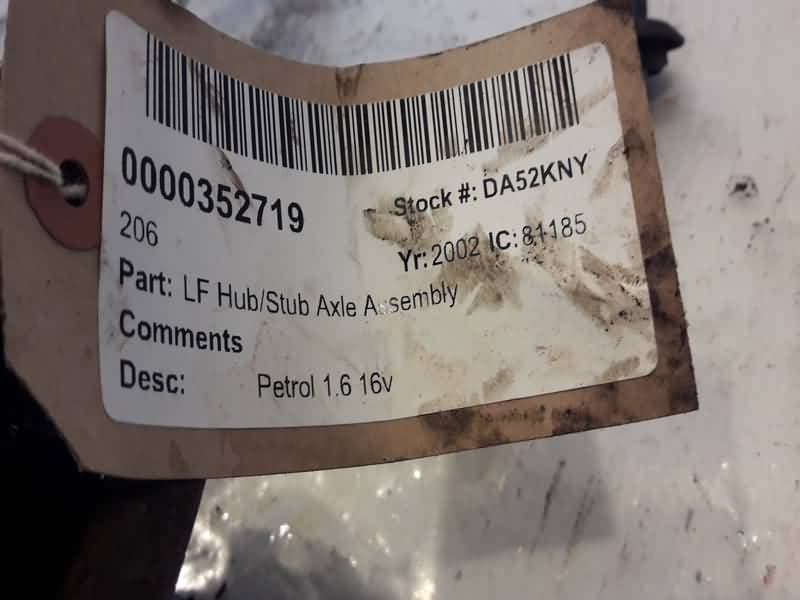 0000352719
Stock #: DA52KNY
206
Yr: 2002 IC: 81185
Part: LF Hub/Stub Axle Assembly
Comments
Desc: Petrol 1.6 16v